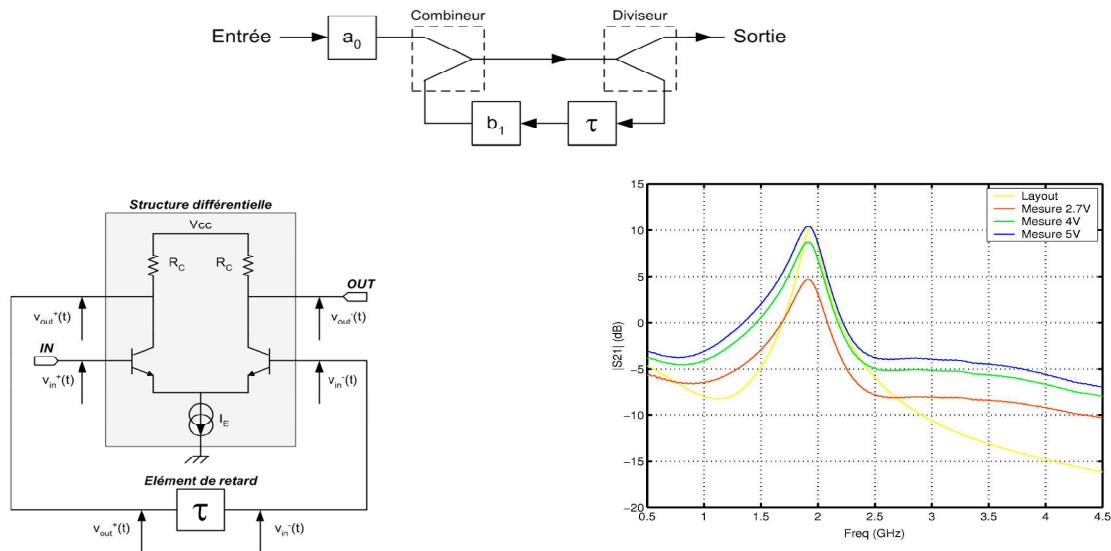 Combineur
Diviseur
Entrée
a0
Sortie
b1
τ
Structure différentielle
Vcc
RC
RC
OUT
vout+(t)
vout-(t)
IN
vin+(t)
vin-(t)
IE
Elément de retard
τ
vout+(t)
vin-(t)
15
10
5
0
−5
−10
−15
−20
|S21| (dB)
Layout
Mesure 2.7V
Mesure 4V
Mesure 5V
0.5 1 1.5 2 2.5 3 3.5 4 4.5
Freq (GHz)